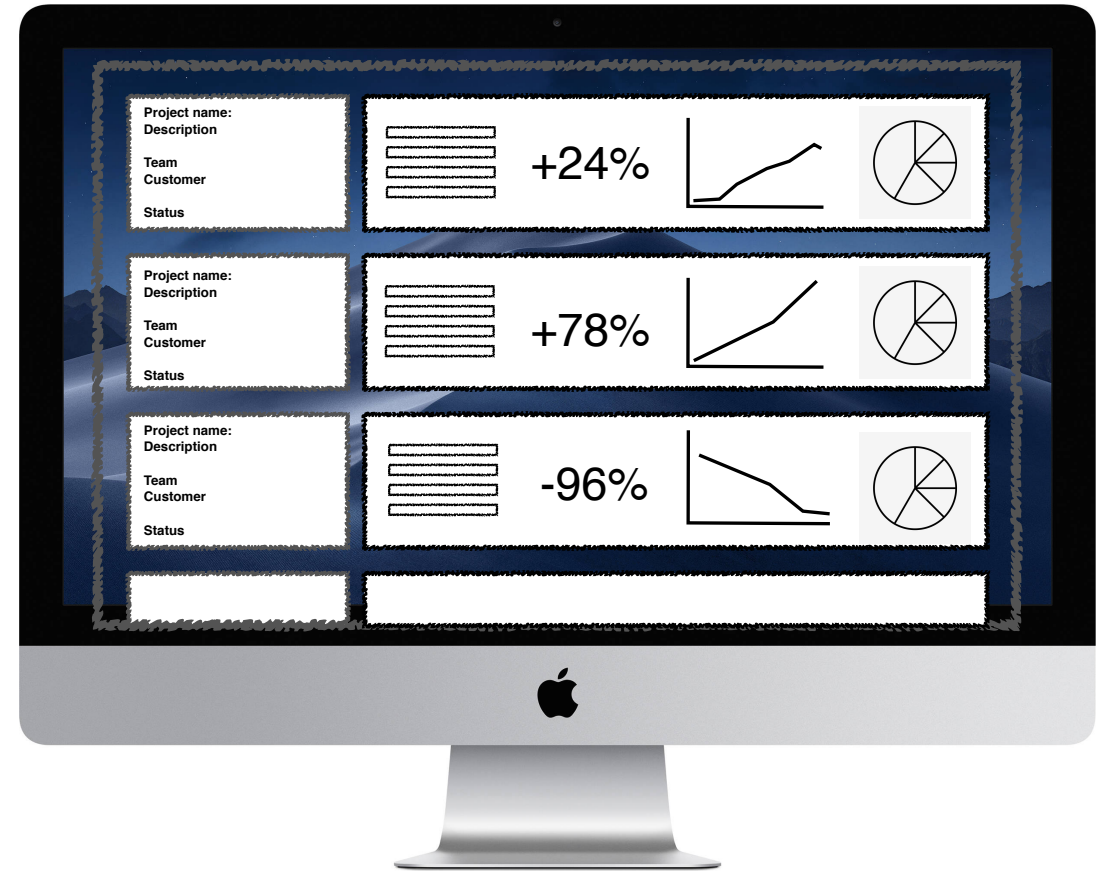 Project name:
Description
Team
Customer
Status
+24%
Project name:
Description
Team
Customer
Status
+78%
Project name:
Description
Team
Customer
Status
-96%